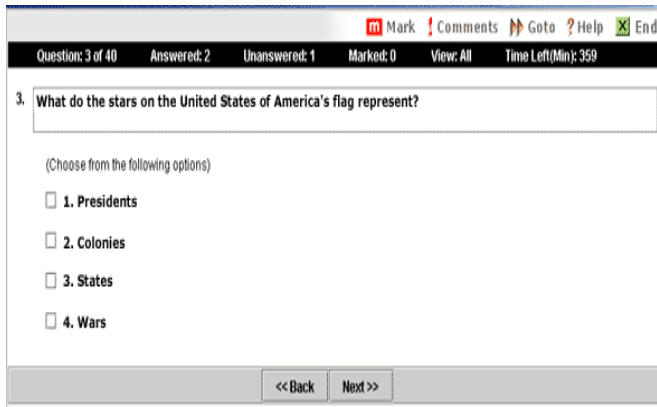 m Mark ! Comments Goto ? Help X End
Question: 3 of 40 Answered: 2 Unanswered: 1 Marked: 0 View: All Time Left(Min): 359
3. What do the stars on the United States of America's flag represent?
(Choose from the following options)
1. Presidents
2. Colonies
3. States
4. Wars
<< Back Next >>